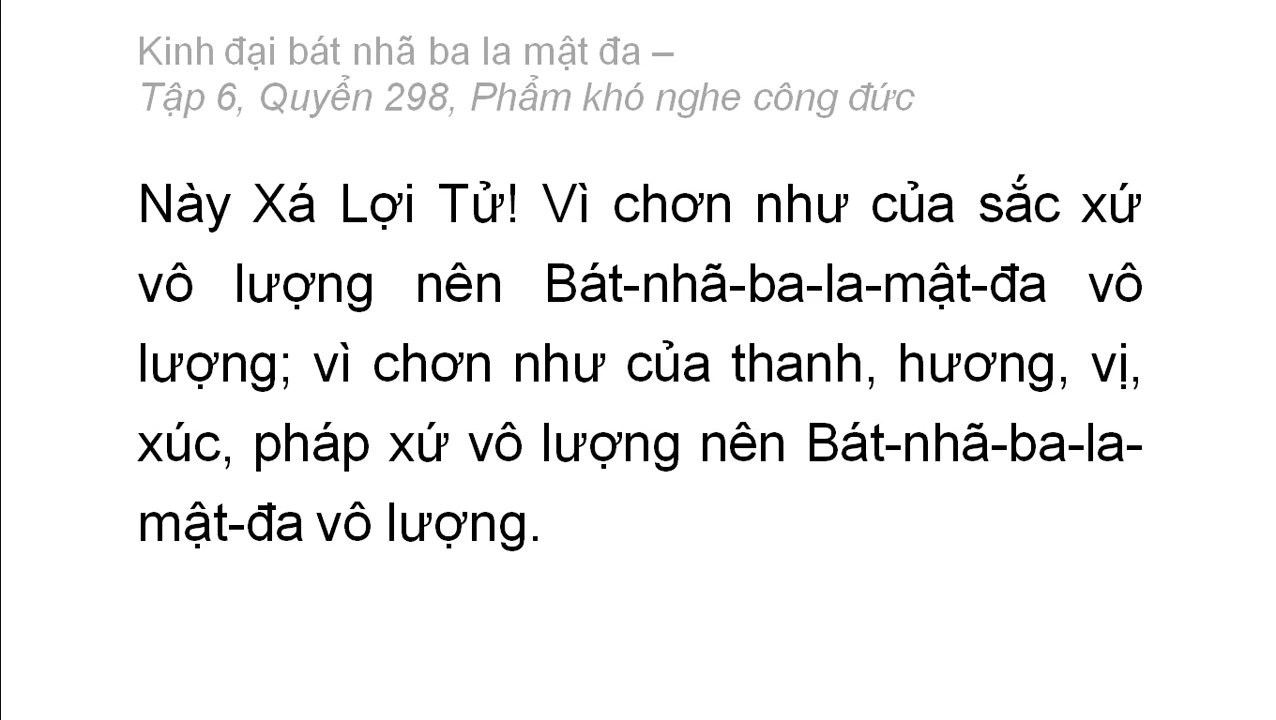 Kinh đại bát nhã ba la mật đa –
Tập 6, Quyển 298, Phẩm khó nghe công đức
Này Xá Lợi Tử! Vì chơn như của sắc xứ
vô lượng nên Bát-nhã-ba-la-mật-đa vô
lượng; vì chơn như của thanh, hương, vị,
xúc, pháp xứ vô lượng nên Bát-nhã-ba-la-
mật-đa vô lượng.